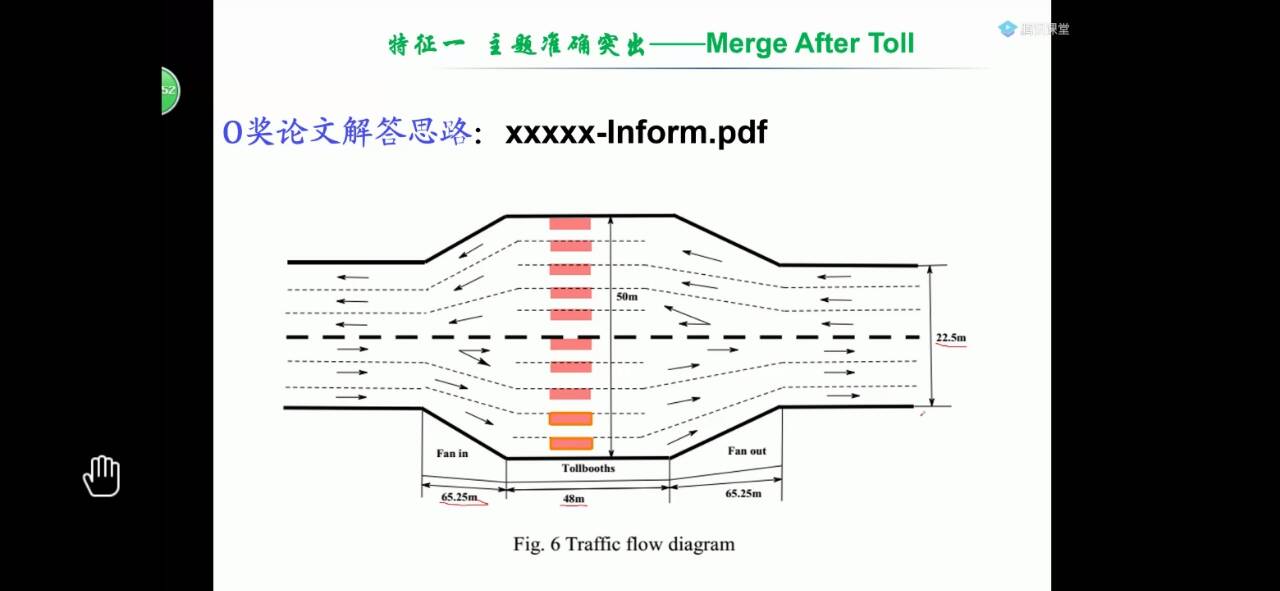 特征一 主题准确突出——Merge After Toll
腾讯课堂
52
O奖论文解答思路：xxxxx-Inform.pdf
50m
22.5m
Fan in
Tollbooths
Fan out
65.25m
48m
65.25m
Fig. 6 Traffic flow diagram